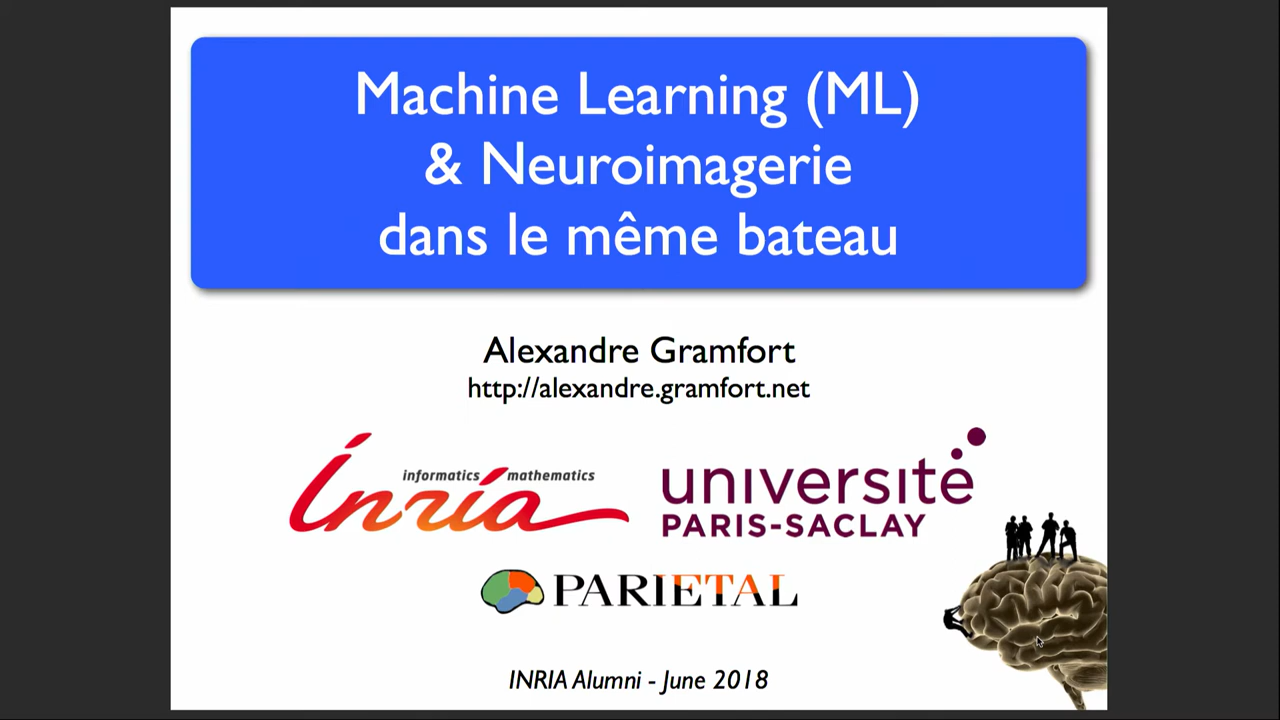 Machine Learning (ML)
& Neuroimagerie
dans le même bateau
Alexandre Gramfort
http://alexandre.gramfort.net
informatics mathematics
Inria
université
PARIS-SACLAY
PARIETAL
INRIA Alumni - June 2018